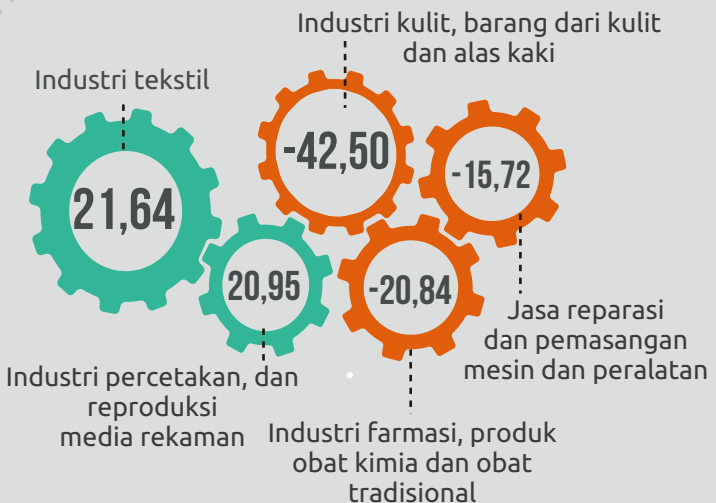 Industri kulit, barang dari kulit
dan alas kaki
Industri tekstil
-42,50
-15,72
21,64
20,95
-20,84
Jasa reparasi
dan pemasangan
mesin dan peralatan
Industri percetakan, dan
reproduksi
media rekaman
Industri farmasi, produk
obat kimia dan obat
tradisional